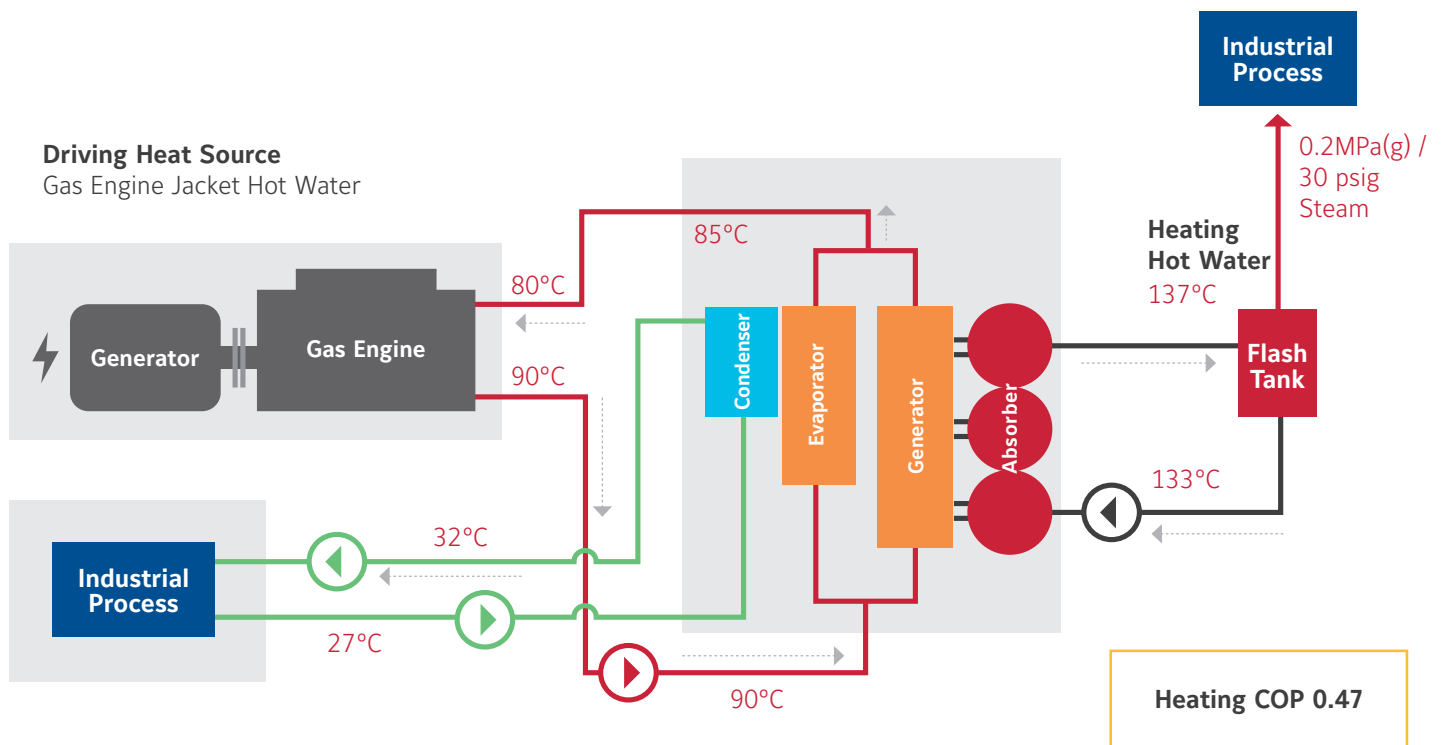 Industrial
Process
0.2MPa(g) /
30 psig
Steam
Driving Heat Source
Gas Engine Jacket Hot Water
85°C
Heating
Hot Water
137°C
80°C
Generator
Gas Engine
90°C
Condenser
Evaporator
Generator
Absorber
Flash
Tank
133°C
32°C
Industrial
Process
27°C
90°C
Heating COP 0.47